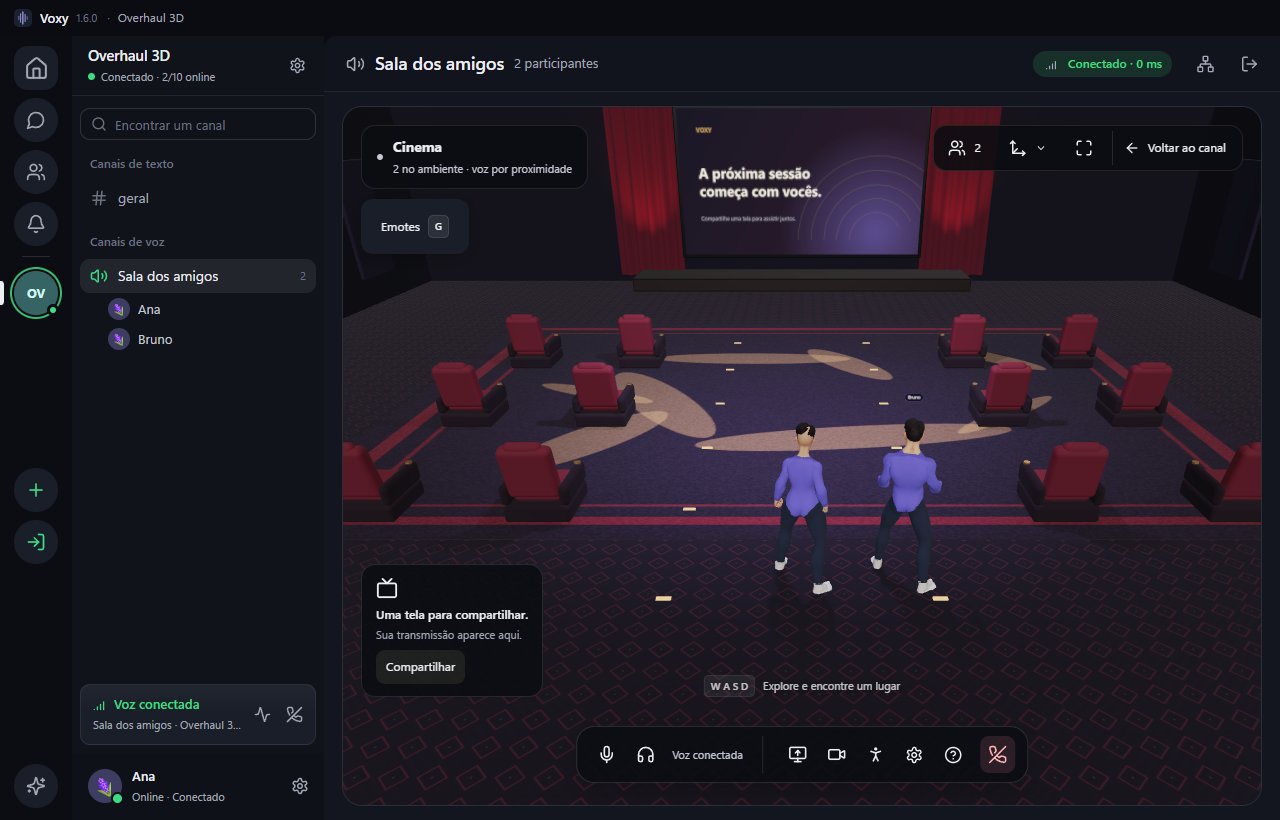 Voxy 1.6.0 · Overhaul 3D
Overhaul 3D
Conectado · 2/10 online
Encontrar um canal
Canais de texto
# geral
Canais de voz
Sala dos amigos 2
Ana
Bruno
OV
Voz conectada
Sala dos amigos · Overhaul 3...
Ana
Online · Conectado
Sala dos amigos 2 participantes
Conectado · 0 ms
Cinema
2 no ambiente · voz por proximidade
Emotes G
2
Voltar ao canal
VOXY
A próxima sessão
começa com vocês.
Compartilhe uma tela para assistir juntos.
Bruno
Uma tela para compartilhar.
Sua transmissão aparece aqui.
Compartilhar
W A S D Explore e encontre um lugar
Voz conectada